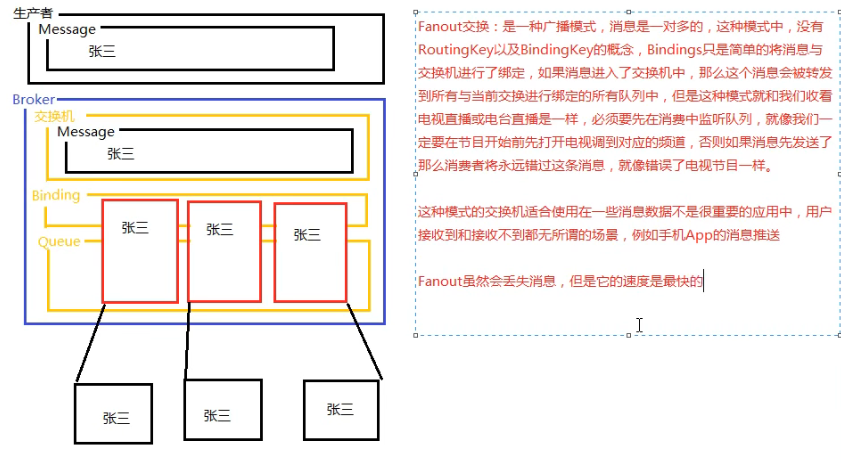 生产者
Message
张三
Broker
交换机
Message
张三
Binding
Queue
张三
张三
张三
张三
张三
张三
Fanout交换：是一种广播模式，消息是一对多的，这种模式中，没有
RoutingKey以及BindingKey的概念，Bindings只是简单的将消息与
交换机进行了绑定，如果消息进入了交换机中，那么这个消息会被转发
到所有与当前交换进行绑定的所有队列中，但是这种模式就和我们收看
电视直播或电台直播是一样，必须要先在消费中监听队列，就像我们一
定要在节目开始前先打开电视调到对应的频道，否则如果消息先发送了
那么消费者将永远错过这条消息，就像错误了电视节目一样。
这种模式的交换机适合使用在一些消息数据不是很重要的应用中，用户
接收到和接收不到都无所谓的场景，例如手机App的消息推送
Fanout虽然会丢失消息，但是它的速度是最快的